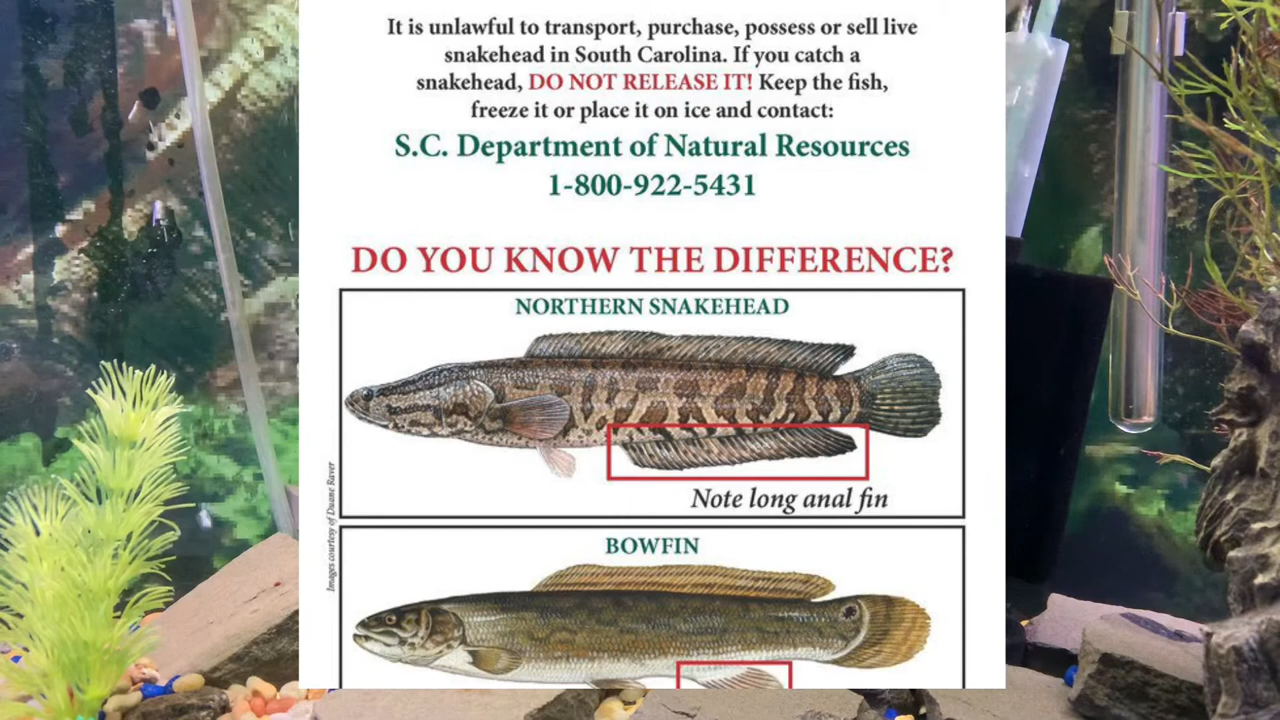 It is unlawful to transport, purchase, possess or sell live
snakehead in South Carolina. If you catch a
snakehead, DO NOT RELEASE IT! Keep the fish,
freeze it or place it on ice and contact:
S.C. Department of Natural Resources
1-800-922-5431
DO YOU KNOW THE DIFFERENCE?
NORTHERN SNAKEHEAD
Note long anal fin
Images courtesy of Duane Raver
BOWFIN